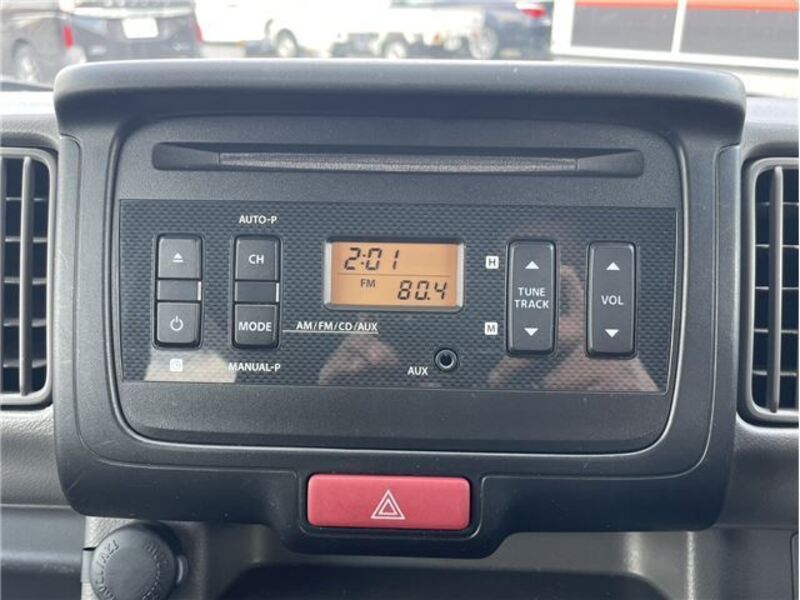 AUTO-P
CH
2:01
H
TUNE
TRACK
VOL
FM 80.4
MODE
AM/FM/CD/AUX
M
AUX
MANUAL-P